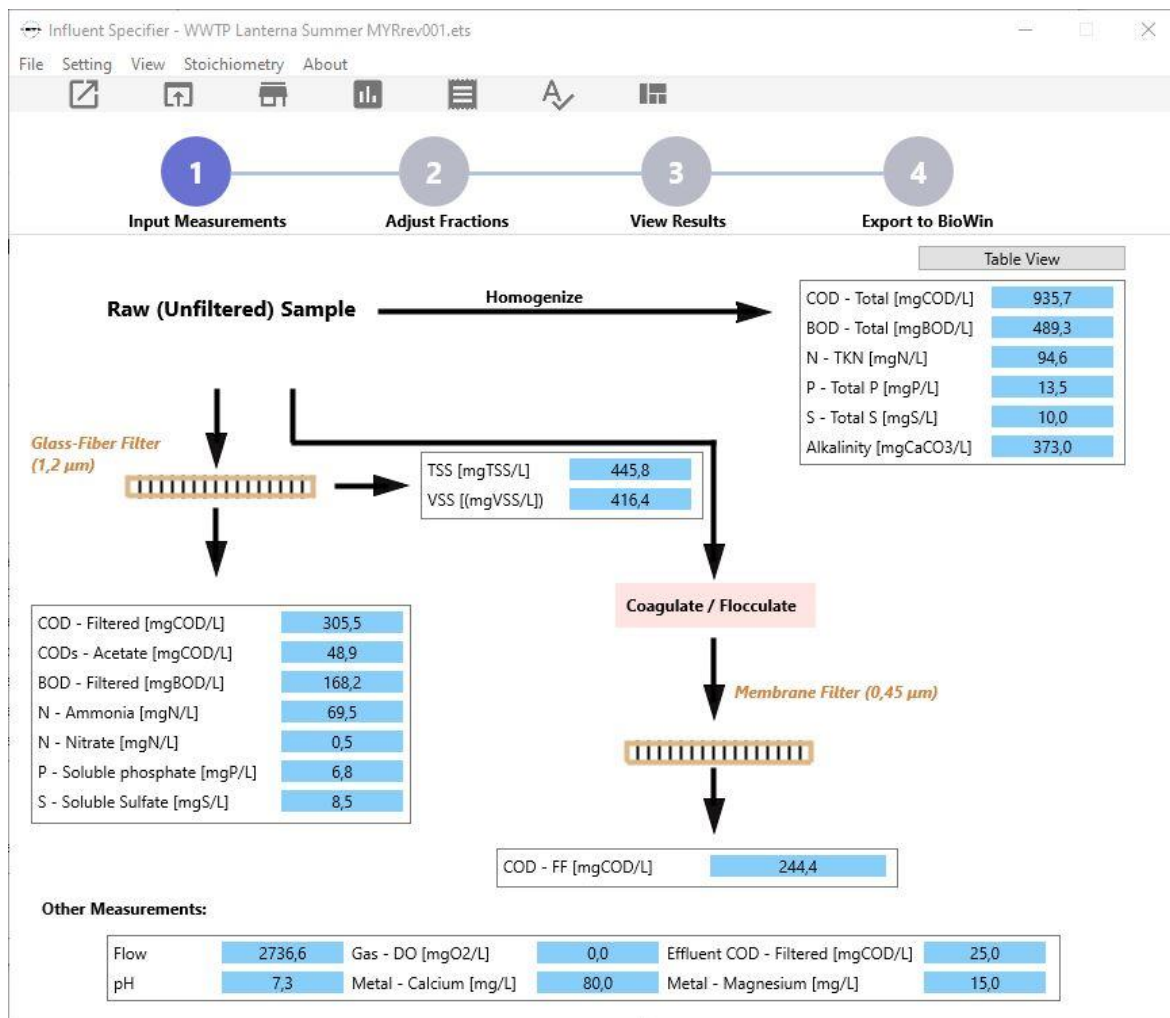 Influent Specifier - WWTP Lanterna Summer MYRrev001.ets
File Setting View Stoichiometry About
1 2 3 4
Input Measurements Adjust Fractions View Results Export to BioWin
Table View
Raw (Unfiltered) Sample
Homogenize
COD - Total [mgCOD/L] 935,7
BOD - Total [mgBOD/L] 489,3
N - TKN [mgN/L] 94,6
P - Total P [mgP/L] 13,5
S - Total S [mgS/L] 10,0
Alkalinity [mgCaCO3/L] 373,0
Glass-Fiber Filter
(1,2 µm)
TSS [mgTSS/L] 445,8
VSS [(mgVSS/L]) 416,4
Coagulate / Flocculate
COD - Filtered [mgCOD/L] 305,5
CODs - Acetate [mgCOD/L] 48,9
BOD - Filtered [mgBOD/L] 168,2
N - Ammonia [mgN/L] 69,5
N - Nitrate [mgN/L] 0,5
P - Soluble phosphate [mgP/L] 6,8
S - Soluble Sulfate [mgS/L] 8,5
Membrane Filter (0,45 µm)
COD - FF [mgCOD/L] 244,4
Other Measurements:
Flow 2736,6 Gas - DO [mgO2/L] 0,0 Effluent COD - Filtered [mgCOD/L] 25,0
pH 7,3 Metal - Calcium [mg/L] 80,0 Metal - Magnesium [mg/L] 15,0